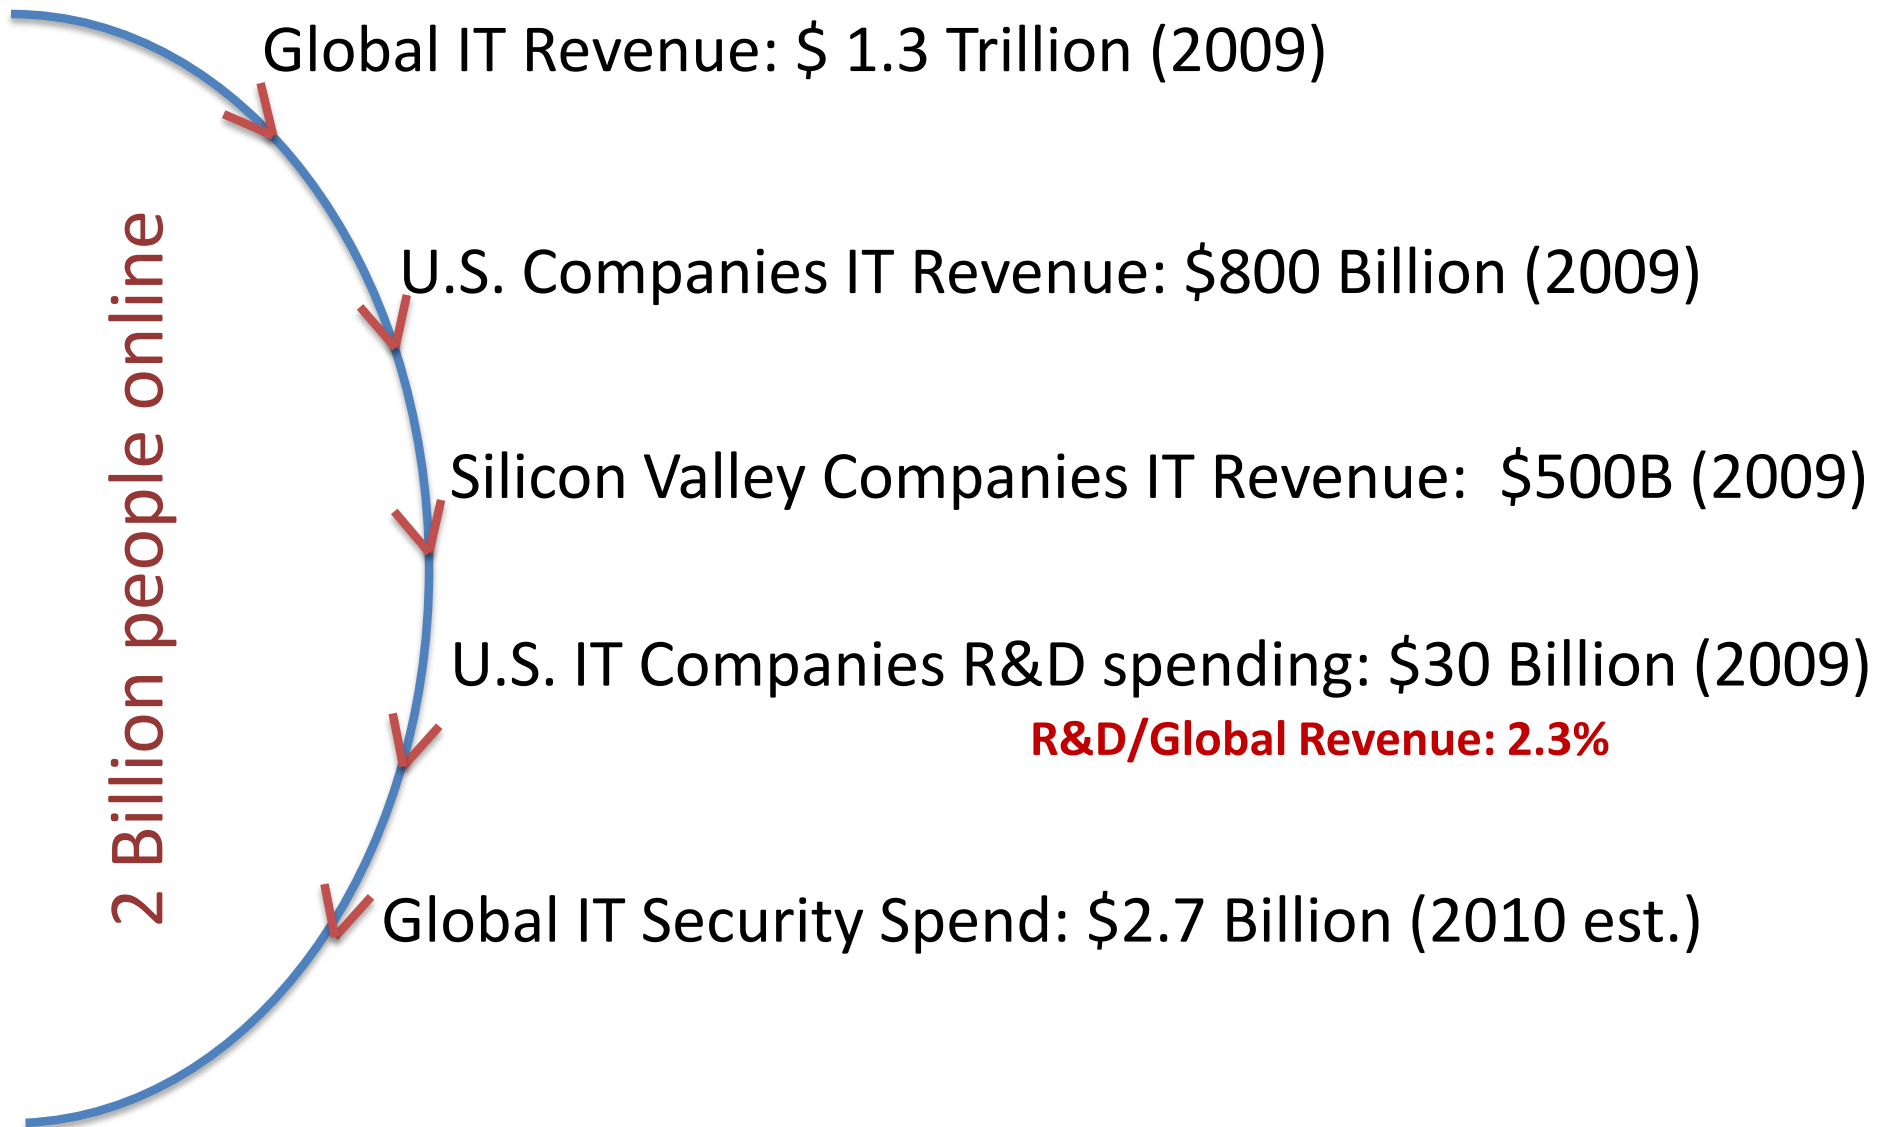 Global IT Revenue: $ 1.3 Trillion (2009)
U.S. Companies IT Revenue: $800 Billion (2009)
Silicon Valley Companies IT Revenue:  $500B (2009)
U.S. IT Companies R&D spending: $30 Billion (2009)
R&D/Global Revenue: 2.3%
Global IT Security Spend: $2.7 Billion (2010 est.)
2 Billion people online